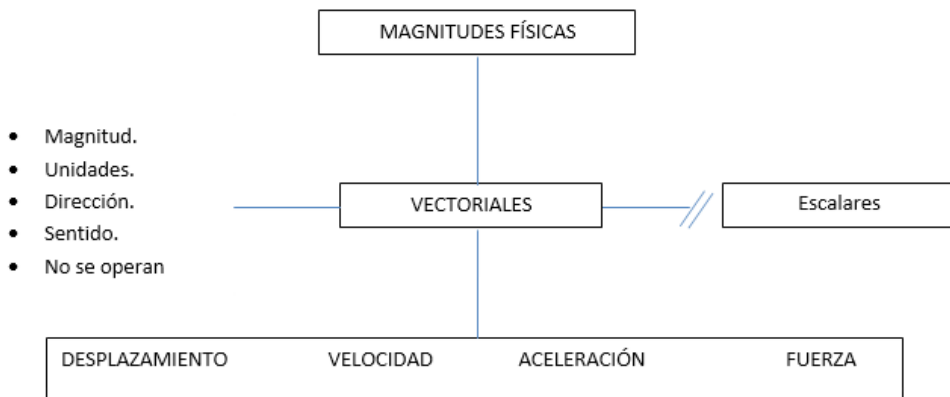 MAGNITUDES FÍSICAS
• Magnitud.
• Unidades.
• Dirección.
• Sentido.
• No se operan
VECTORIALES
Escalares
DESPLAZAMIENTO VELOCIDAD ACELERACIÓN FUERZA